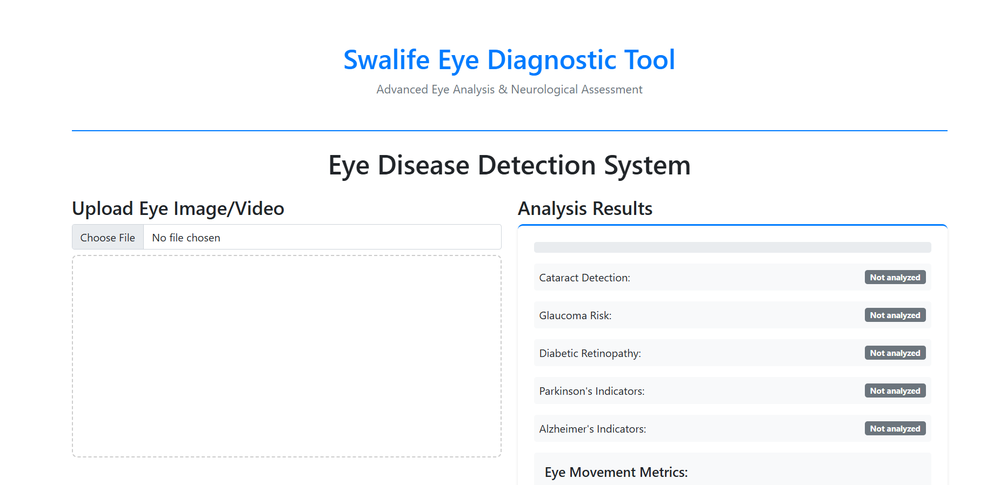 Swalife Eye Diagnostic Tool
Advanced Eye Analysis & Neurological Assessment
Eye Disease Detection System
Upload Eye Image/Video
Choose File No file chosen
Analysis Results
Cataract Detection: Not analyzed
Glaucoma Risk: Not analyzed
Diabetic Retinopathy: Not analyzed
Parkinson's Indicators: Not analyzed
Alzheimer's Indicators: Not analyzed
Eye Movement Metrics: